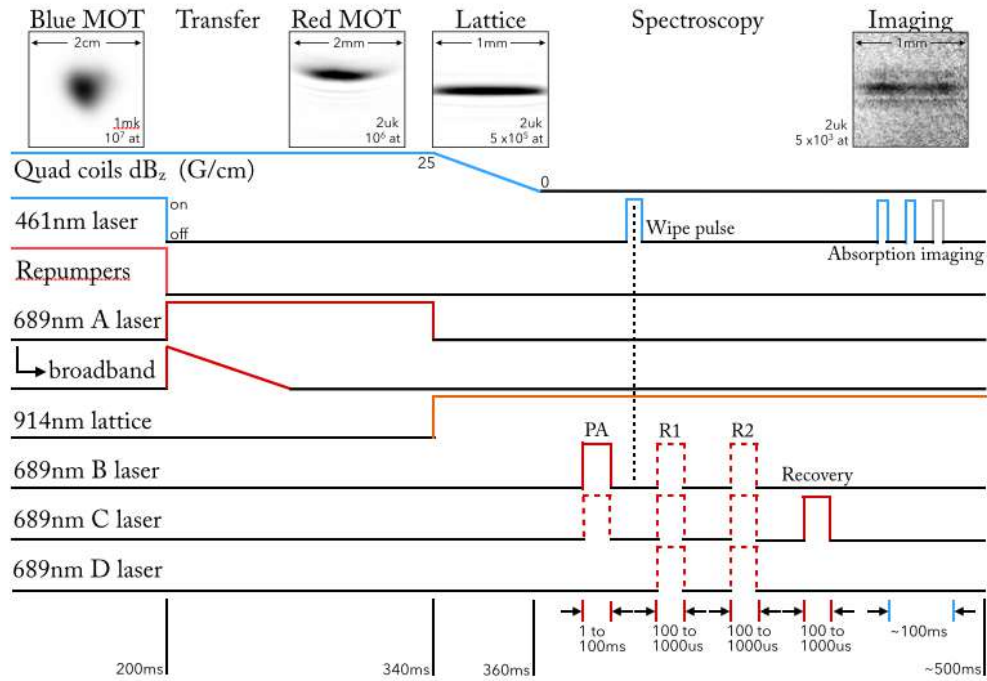 Blue MOT Transfer Red MOT Lattice Spectroscopy Imaging
2cm 2mm 1mm 1mm
1mk
10⁷ at
2uk
10⁶ at
2uk
5 x10⁵ at
2uk
5 x10³ at
Quad coils dB_z (G/cm) 25 0
461nm laser on
off
Wipe pulse
Absorption imaging
Repumpers
689nm A laser
broadband
914nm lattice
PA R1 R2
689nm B laser
Recovery
689nm C laser
689nm D laser
1 to
100ms
100 to
1000us
100 to
1000us
100 to
1000us
~100ms
200ms 340ms 360ms ~500ms